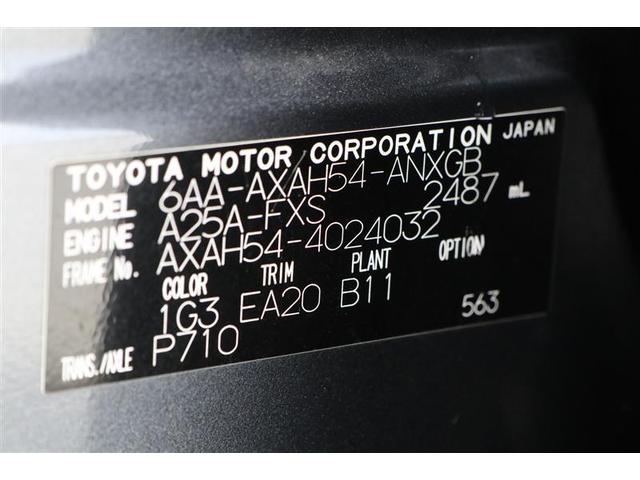 TOYOTA MOTOR CORPORATION JAPAN
MODEL 6AA-AXAH54-ANXGB
ENGINE A25A-FXS 2487 mL
FRAME No. AXAH54-4024032
COLOR TRIM PLANT OPTION
1G3 EA20 B11
TRANS./AXLE P710 563